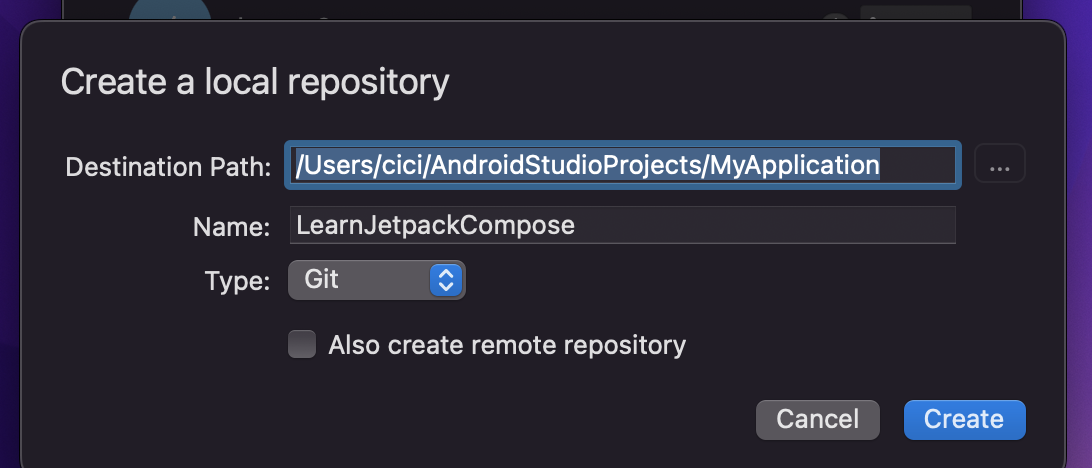 Create a local repository
Destination Path: /Users/cici/AndroidStudioProjects/MyApplication ...
Name: LearnJetpackCompose
Type: Git
Also create remote repository
Cancel Create